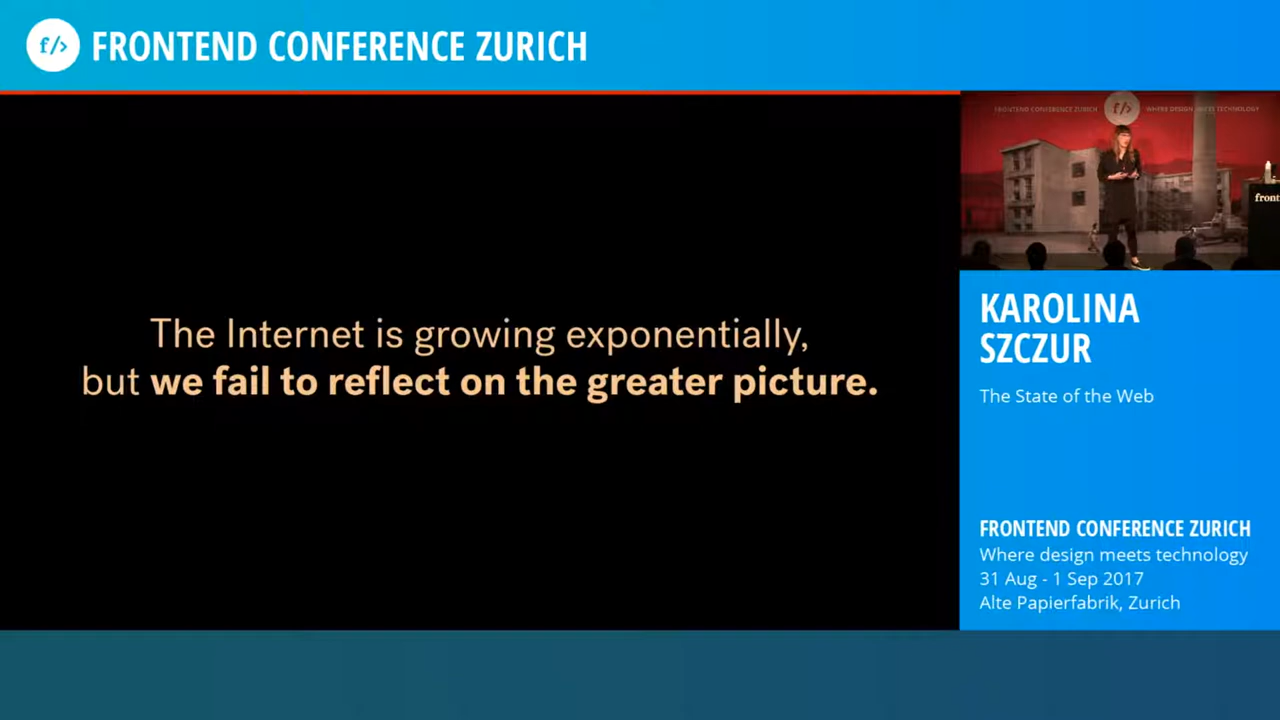 f/>
FRONTEND CONFERENCE ZURICH
FRONTEND CONFERENCE ZURICH
f/>
WHERE DESIGN MEETS TECHNOLOGY
front
The Internet is growing exponentially,
but we fail to reflect on the greater picture.
KAROLINA
SZCZUR
The State of the Web
FRONTEND CONFERENCE ZURICH
Where design meets technology
31 Aug - 1 Sep 2017
Alte Papierfabrik, Zurich